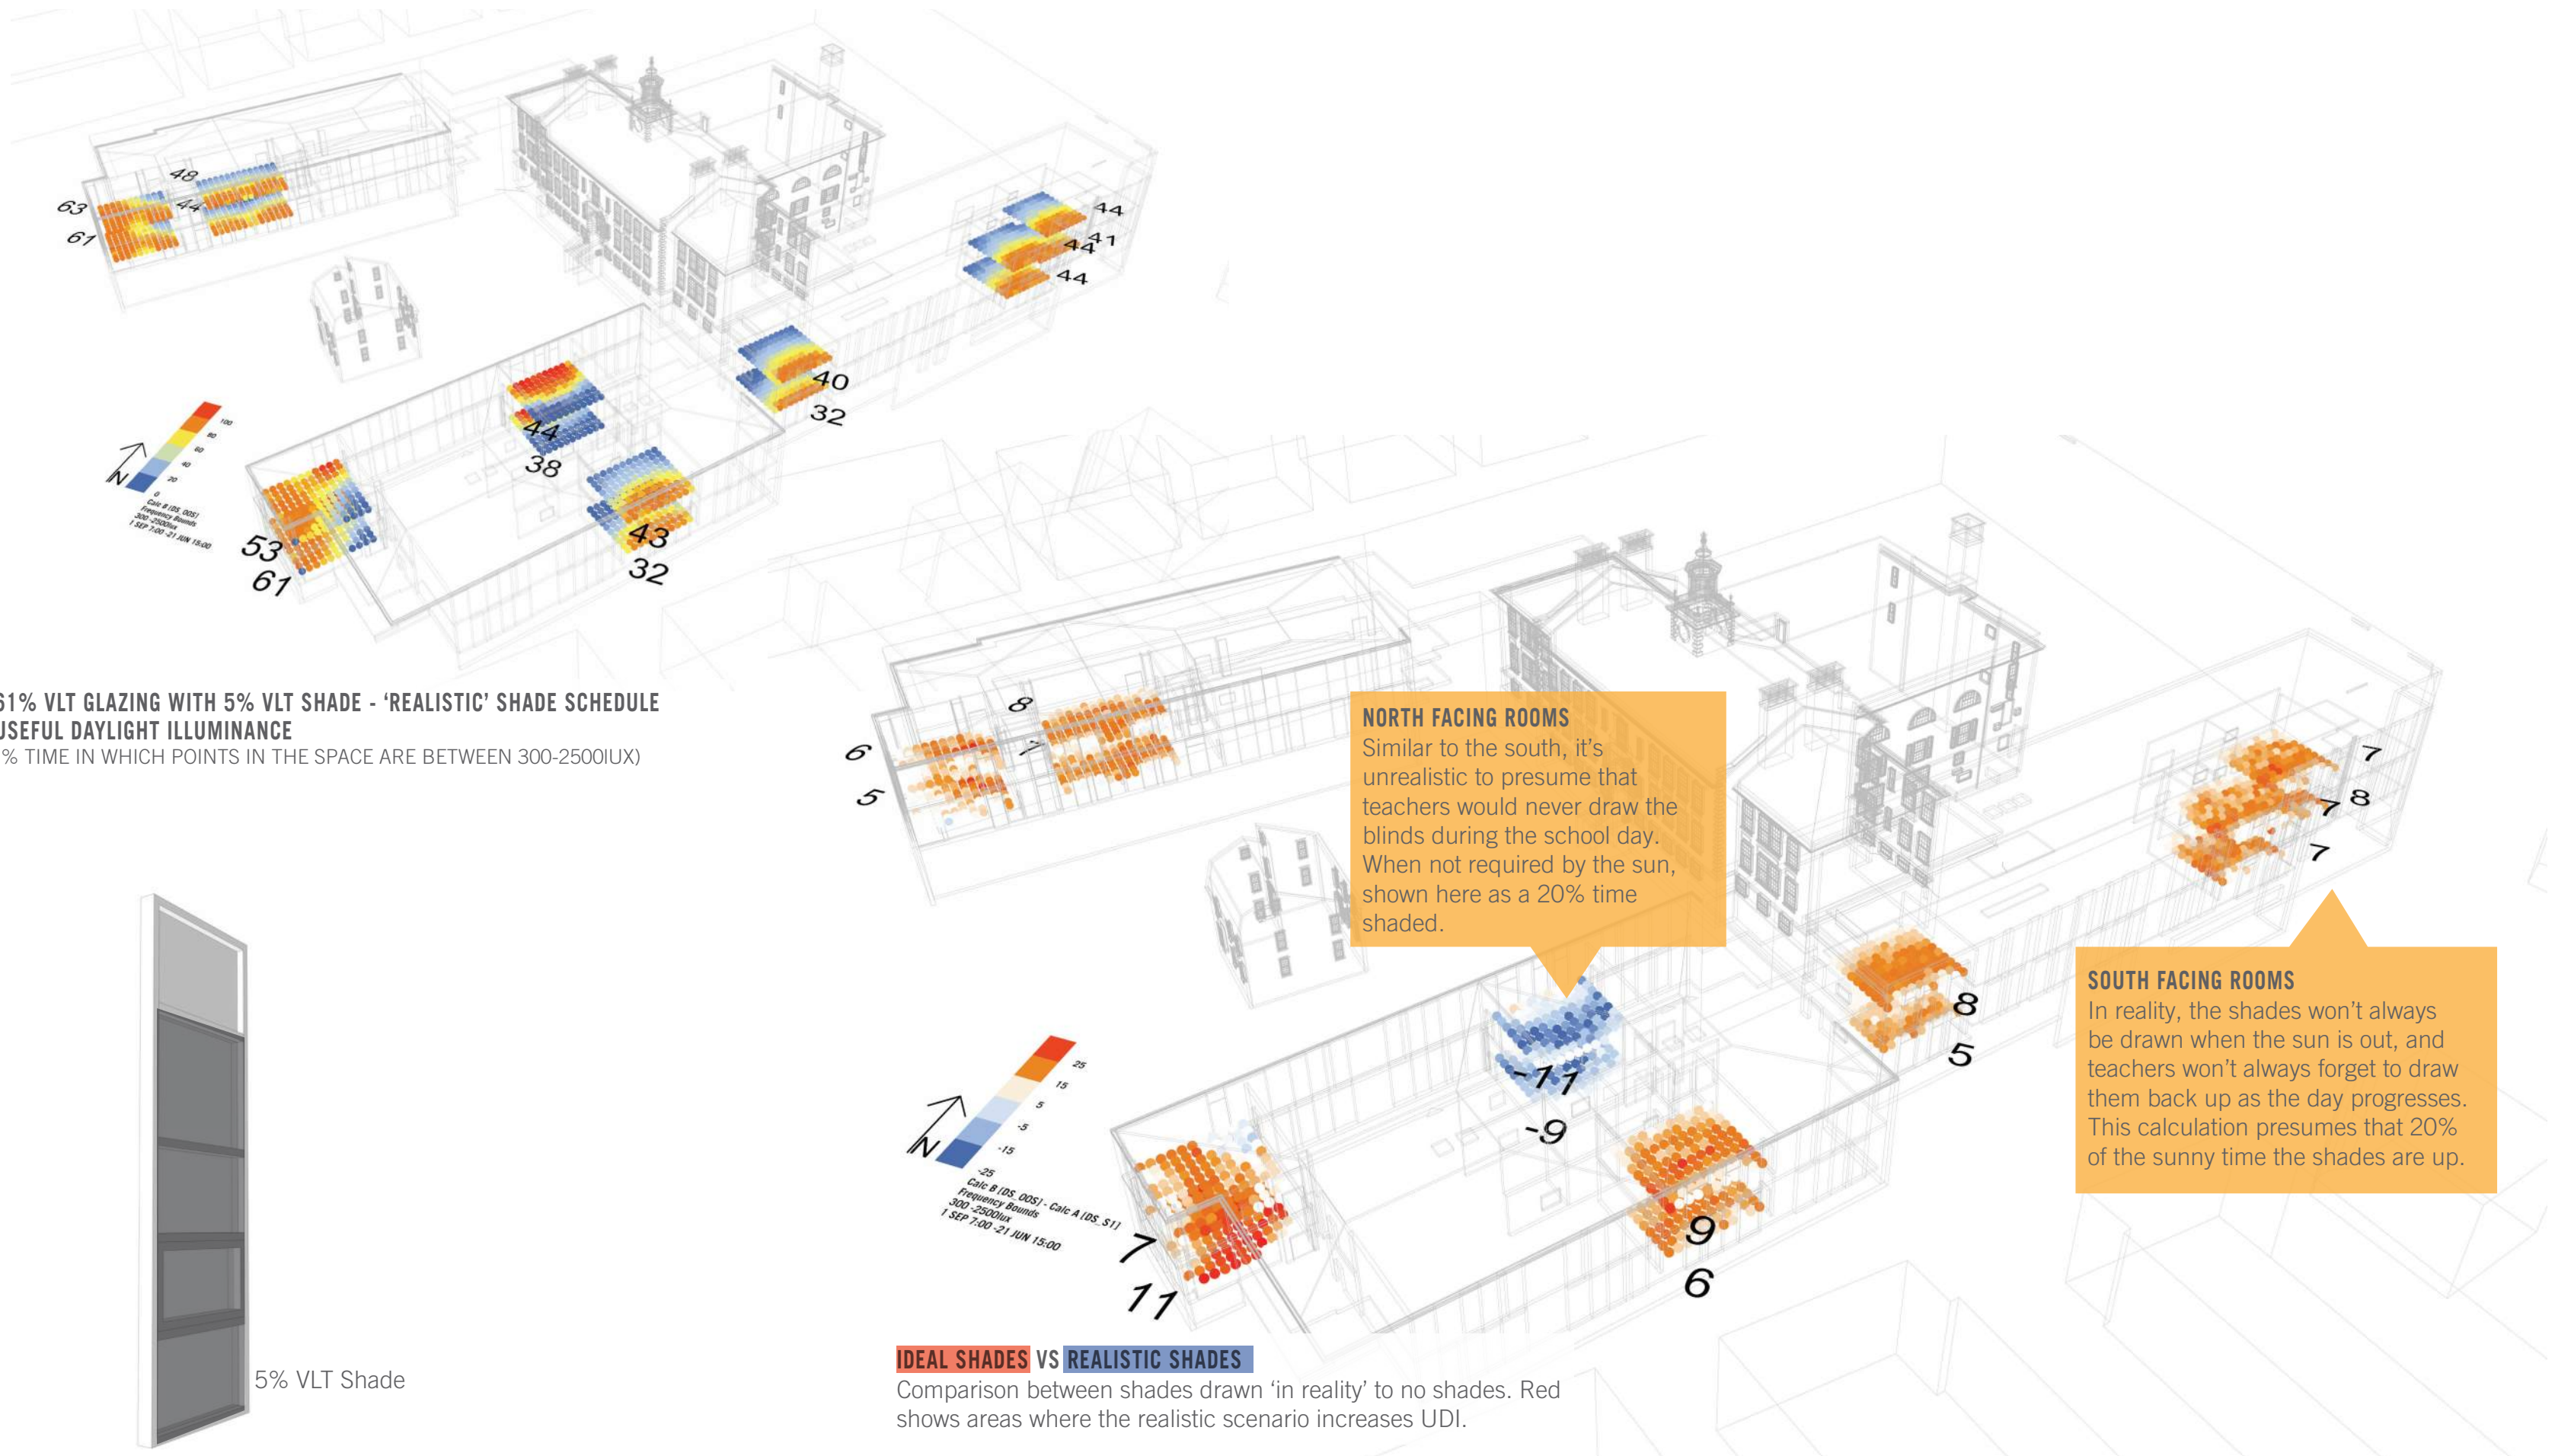 48
63
44
61
44
41
44
44
40
32
44
38
43
32
53
61
100
80
60
40
20
0
N
Calc B [DS_00S]
Frequency Bounds
300 -2500lux
1 SEP 7:00 -21 JUN 15:00
61% VLT GLAZING WITH 5% VLT SHADE - ‘REALISTIC’ SHADE SCHEDULE
USEFUL DAYLIGHT ILLUMINANCE
% TIME IN WHICH POINTS IN THE SPACE ARE BETWEEN 300-2500lUX)
5% VLT Shade
8
6
7
5
NORTH FACING ROOMS
Similar to the south, it’s
unrealistic to presume that
teachers would never draw the
blinds during the school day.
When not required by the sun,
shown here as a 20% time
shaded.
7
8
7
7
SOUTH FACING ROOMS
In reality, the shades won’t always
be drawn when the sun is out, and
teachers won’t always forget to draw
them back up as the day progresses.
This calculation presumes that 20%
of the sunny time the shades are up.
8
5
-11
-9
9
6
7
11
25
15
5
-5
-15
-25
N
Calc B [DS_00S] - Calc A [DS_S1]
Frequency Bounds
300 -2500lux
1 SEP 7:00 -21 JUN 15:00
IDEAL SHADES VS REALISTIC SHADES
Comparison between shades drawn ‘in reality’ to no shades. Red
shows areas where the realistic scenario increases UDI.